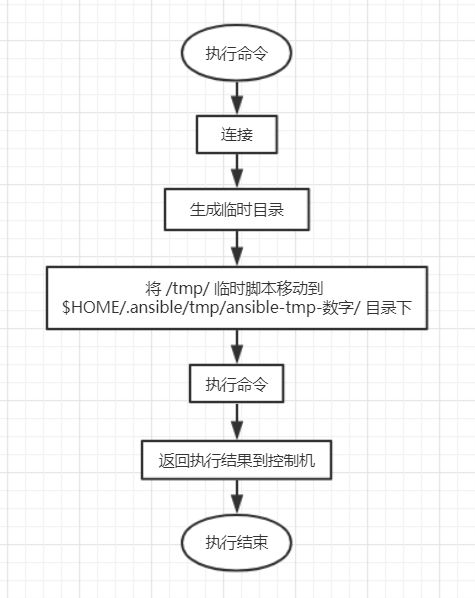 执行命令
连接
生成临时目录
将 /tmp/ 临时脚本移动到
$HOME/.ansible/tmp/ansible-tmp-数字/ 目录下
执行命令
返回执行结果到控制机
执行结束